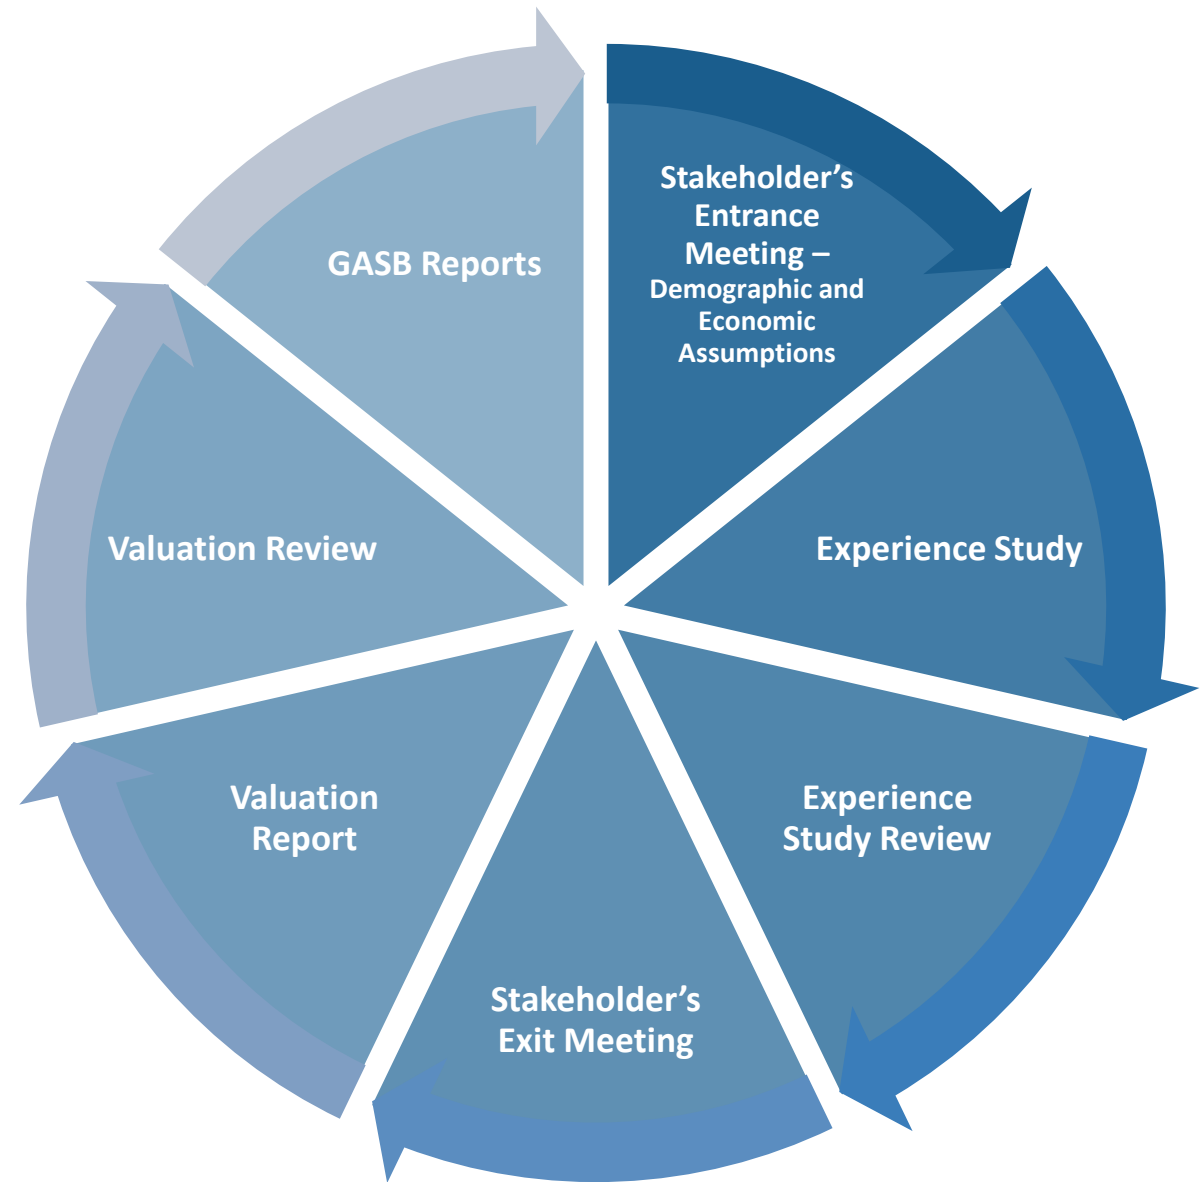 Stakeholder’s
Entrance
Meeting –
Demographic and
Economic
Assumptions
Experience Study
Experience
Study Review
Stakeholder’s
Exit Meeting
Valuation
Report
Valuation Review
GASB Reports